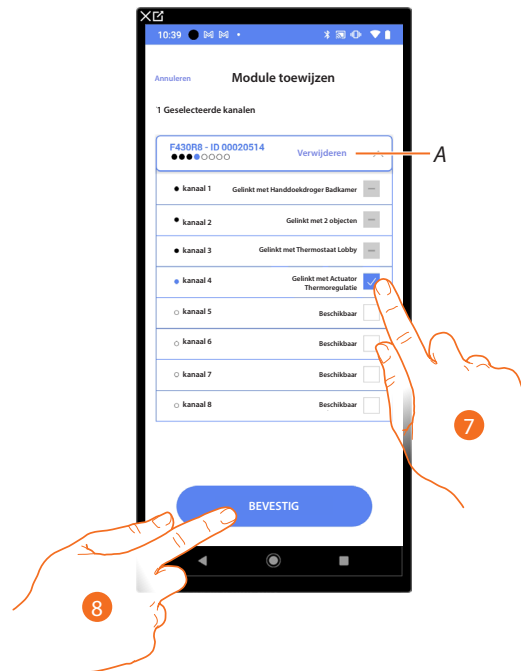 10:39
Annuleren Module toewijzen
1 Geselecteerde kanalen
F430R8 - ID 00020514
Verwijderen
A
kanaal 1 Gelinkt met Handdoekdroger Badkamer
kanaal 2 Gelinkt met 2 objecten
kanaal 3 Gelinkt met Thermostaat Lobby
kanaal 4 Gelinkt met Actuator
Thermoregulatie
kanaal 5 Beschikbaar
kanaal 6 Beschikbaar
kanaal 7 Beschikbaar
kanaal 8 Beschikbaar
7
BEVESTIG
8